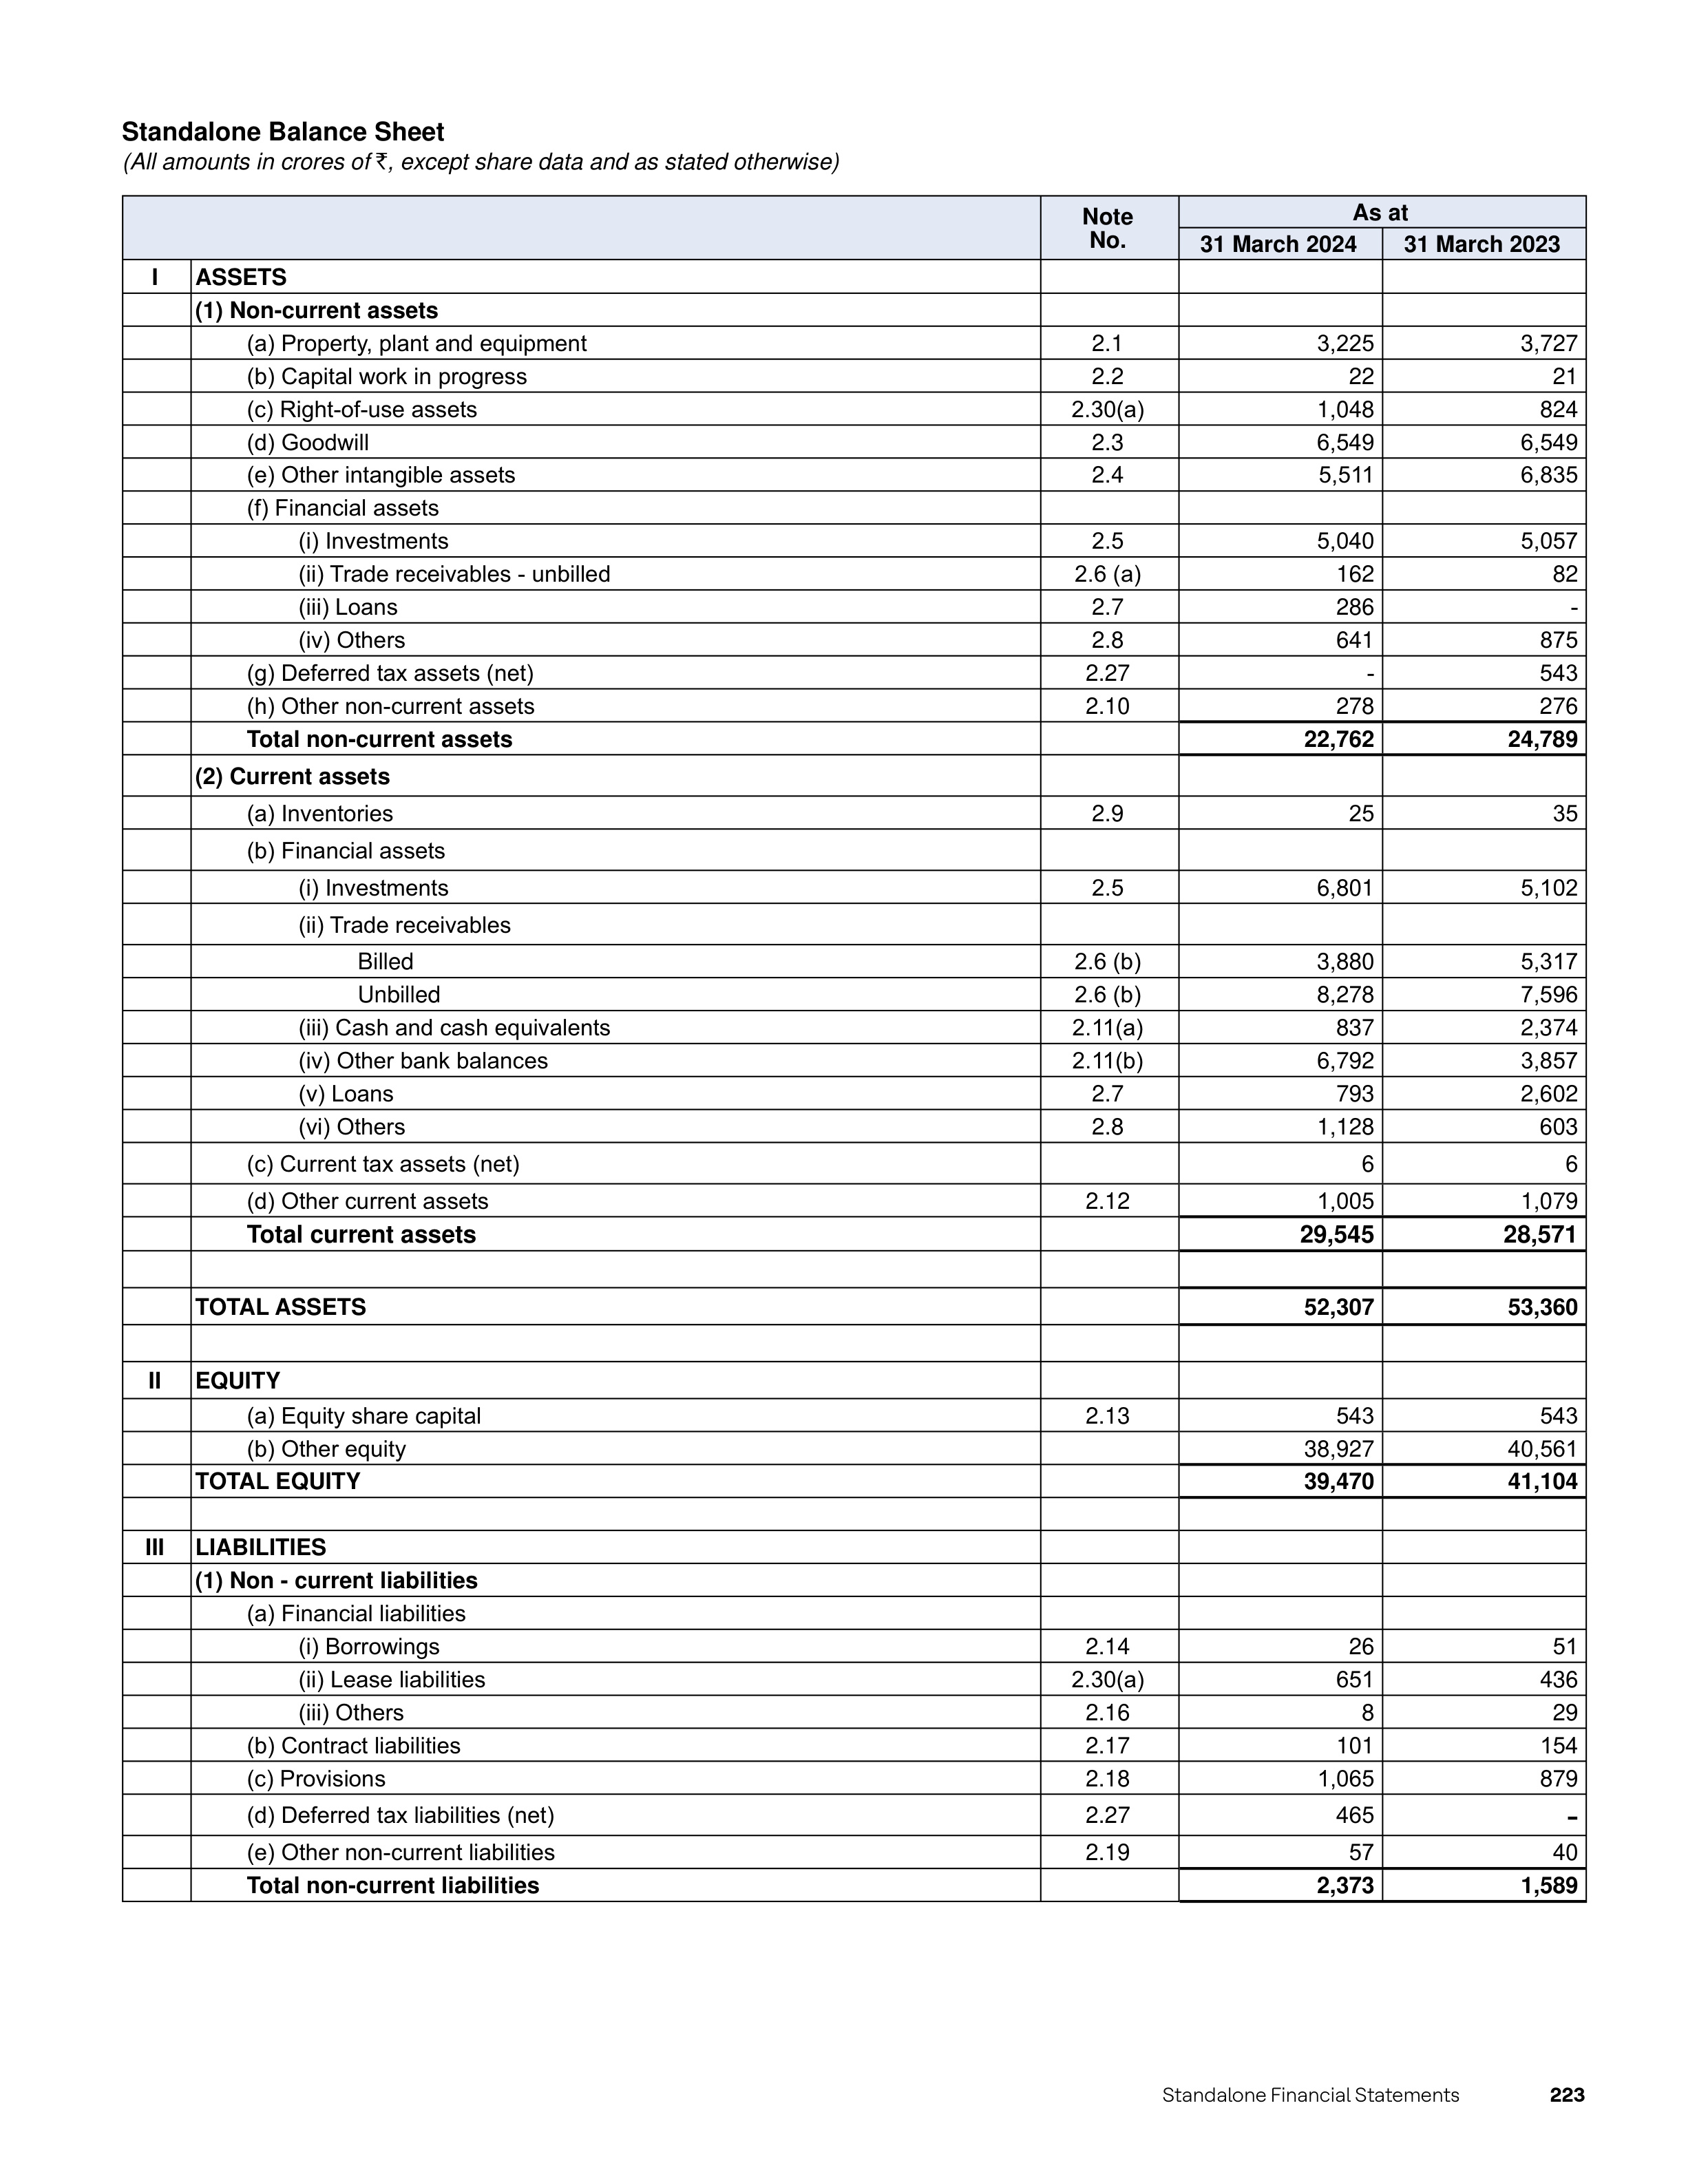 Standalone Balance Sheet
(All amounts in crores of ₹, except share data and as stated otherwise)
Note No. As at
31 March 2024 31 March 2023
I ASSETS
(1) Non-current assets
(a) Property, plant and equipment 2.1 3,225 3,727
(b) Capital work in progress 2.2 22 21
(c) Right-of-use assets 2.30(a) 1,048 824
(d) Goodwill 2.3 6,549 6,549
(e) Other intangible assets 2.4 5,511 6,835
(f) Financial assets
(i) Investments 2.5 5,040 5,057
(ii) Trade receivables - unbilled 2.6 (a) 162 82
(iii) Loans 2.7 286 -
(iv) Others 2.8 641 875
(g) Deferred tax assets (net) 2.27 - 543
(h) Other non-current assets 2.10 278 276
Total non-current assets 22,762 24,789
(2) Current assets
(a) Inventories 2.9 25 35
(b) Financial assets
(i) Investments 2.5 6,801 5,102
(ii) Trade receivables
Billed 2.6 (b) 3,880 5,317
Unbilled 2.6 (b) 8,278 7,596
(iii) Cash and cash equivalents 2.11(a) 837 2,374
(iv) Other bank balances 2.11(b) 6,792 3,857
(v) Loans 2.7 793 2,602
(vi) Others 2.8 1,128 603
(c) Current tax assets (net) 6 6
(d) Other current assets 2.12 1,005 1,079
Total current assets 29,545 28,571
TOTAL ASSETS 52,307 53,360
II EQUITY
(a) Equity share capital 2.13 543 543
(b) Other equity 38,927 40,561
TOTAL EQUITY 39,470 41,104
III LIABILITIES
(1) Non - current liabilities
(a) Financial liabilities
(i) Borrowings 2.14 26 51
(ii) Lease liabilities 2.30(a) 651 436
(iii) Others 2.16 8 29
(b) Contract liabilities 2.17 101 154
(c) Provisions 2.18 1,065 879
(d) Deferred tax liabilities (net) 2.27 465 -
(e) Other non-current liabilities 2.19 57 40
Total non-current liabilities 2,373 1,589
Standalone Financial Statements 223